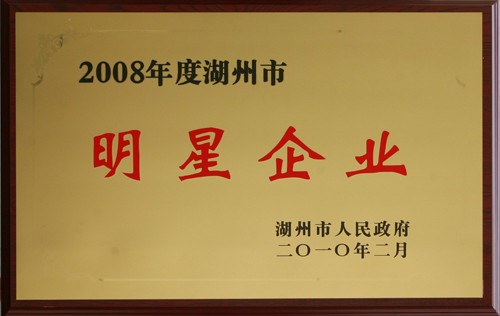 2008年度湖州市
明星企业
湖州市人民政府
二〇一〇年二月